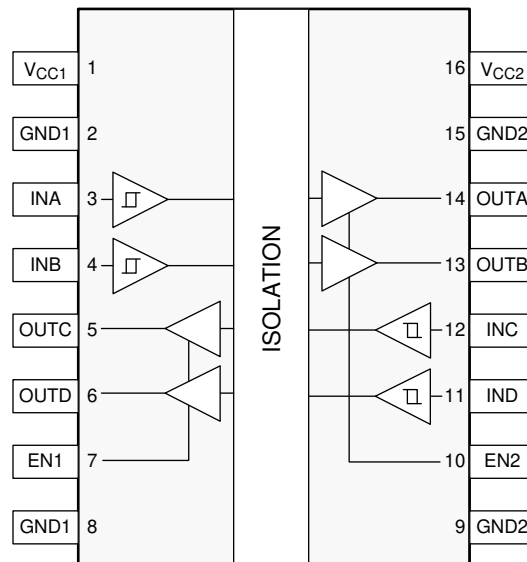 VCC1 1 16 VCC2
GND1 2 15 GND2
INA 3 14 OUTA
INB 4 13 OUTB
ISOLATION
OUTC 5 12 INC
OUTD 6 11 IND
EN1 7 10 EN2
GND1 8 9 GND2